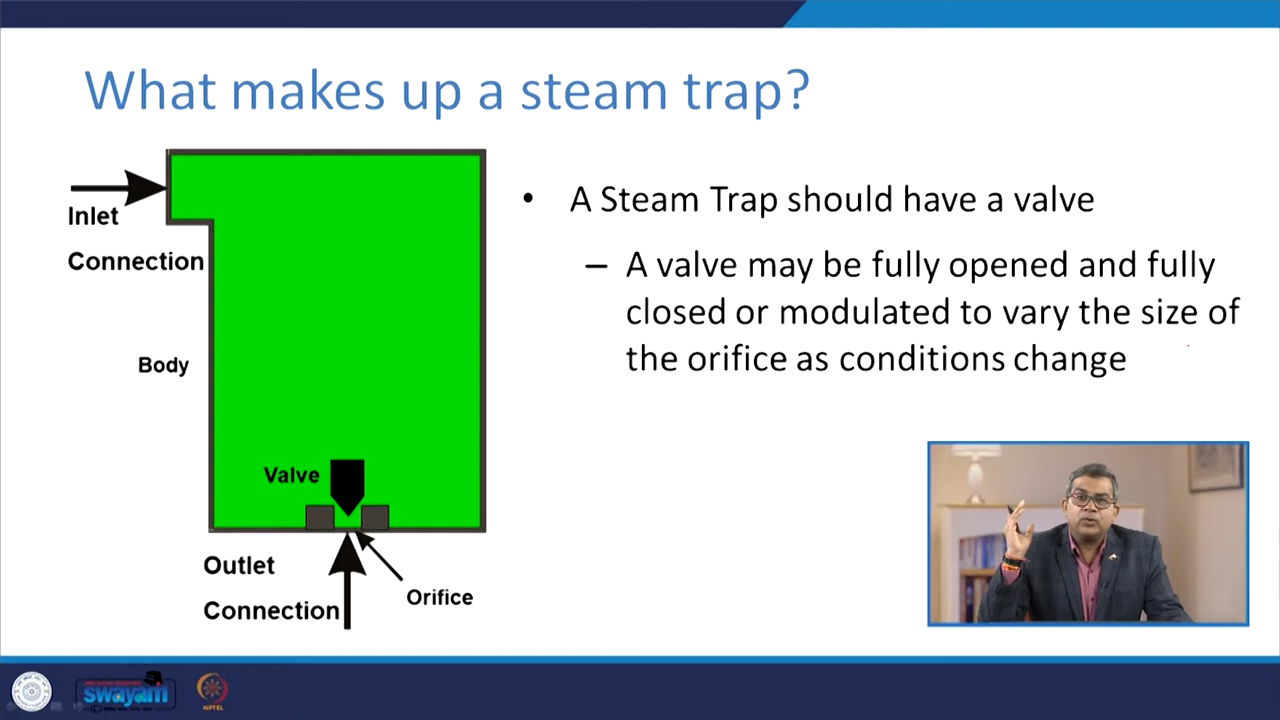 What makes up a steam trap?
Inlet
Connection
Body
Valve
Outlet
Connection
Orifice
• A Steam Trap should have a valve
– A valve may be fully opened and fully
closed or modulated to vary the size of
the orifice as conditions change
swayam
NPTEL